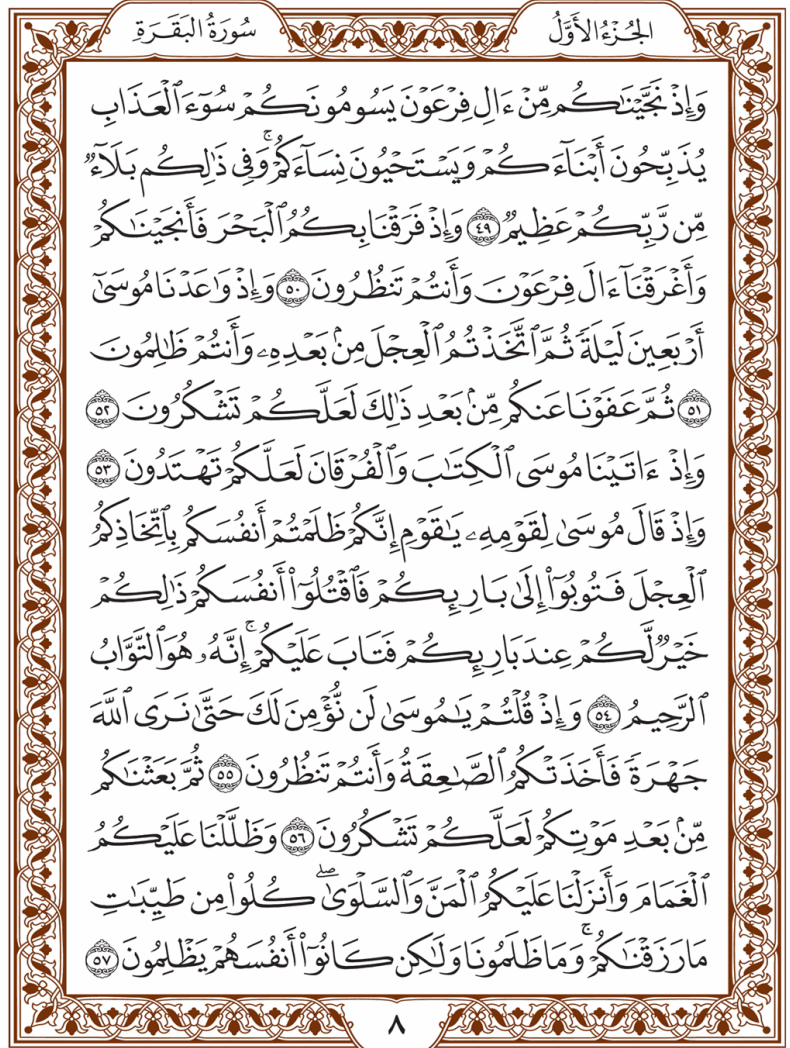 الجُزْءُ الأَوَّلُ
سُورَةُ البَقَرَةِ
وَإِذْ نَجَّيْنَٰكُم مِّنْ ءَالِ فِرْعَوْنَ يَسُومُونَكُمْ سُوٓءَ ٱلْعَذَابِ
يُذَبِّحُونَ أَبْنَآءَكُمْ وَيَسْتَحْيُونَ نِسَآءَكُمْ ۚ وَفِى ذَٰلِكُم بَلَآءٌ
مِّن رَّبِّكُمْ عَظِيمٌ ٤٩ وَإِذْ فَرَقْنَا بِكُمُ ٱلْبَحْرَ فَأَنجَيْنَٰكُمْ
وَأَغْرَقْنَآ ءَالَ فِرْعَوْنَ وَأَنتُمْ تَنظُرُونَ ٥٠ وَإِذْ وَٰعَدْنَا مُوسَىٰٓ
أَرْبَعِينَ لَيْلَةً ثُمَّ ٱتَّخَذْتُمُ ٱلْعِجْلَ مِنۢ بَعْدِهِۦ وَأَنتُمْ ظَٰلِمُونَ
٥١ ثُمَّ عَفَوْنَا عَنكُم مِّنۢ بَعْدِ ذَٰلِكَ لَعَلَّكُمْ تَشْكُرُونَ ٥٢
وَإِذْ ءَاتَيْنَا مُوسَى ٱلْكِتَٰبَ وَٱلْفُرْقَانَ لَعَلَّكُمْ تَهْتَدُونَ ٥٣
وَإِذْ قَالَ مُوسَىٰ لِقَوْمِهِۦ يَٰقَوْمِ إِنَّكُمْ ظَلَمْتُمْ أَنفُسَكُم بِٱتِّخَاذِكُمُ
ٱلْعِجْلَ فَتُوبُوٓا۟ إِلَىٰ بَارِئِكُمْ فَٱقْتُلُوٓا۟ أَنفُسَكُمْ ذَٰلِكُمْ
خَيْرٌ لَّكُمْ عِندَ بَارِئِكُمْ فَتَابَ عَلَيْكُمْ ۚ إِنَّهُۥ هُوَ ٱلتَّوَّابُ
ٱلرَّحِيمُ ٥٤ وَإِذْ قُلْتُمْ يَٰمُوسَىٰ لَن نُّؤْمِنَ لَكَ حَتَّىٰ نَرَى ٱللَّهَ
جَهْرَةً فَأَخَذَتْكُمُ ٱلصَّٰعِقَةُ وَأَنتُمْ تَنظُرُونَ ٥٥ ثُمَّ بَعَثْنَٰكُم
مِّنۢ بَعْدِ مَوْتِكُمْ لَعَلَّكُمْ تَشْكُرُونَ ٥٦ وَظَلَّلْنَا عَلَيْكُمُ
ٱلْغَمَامَ وَأَنزَلْنَا عَلَيْكُمُ ٱلْمَنَّ وَٱلسَّلْوَىٰ ۖ كُلُوا۟ مِن طَيِّبَٰتِ
مَا رَزَقْنَٰكُمْ ۚ وَمَا ظَلَمُونَا وَلَٰكِن كَانُوٓا۟ أَنفُسَهُمْ يَظْلِمُونَ ٥٧
٨